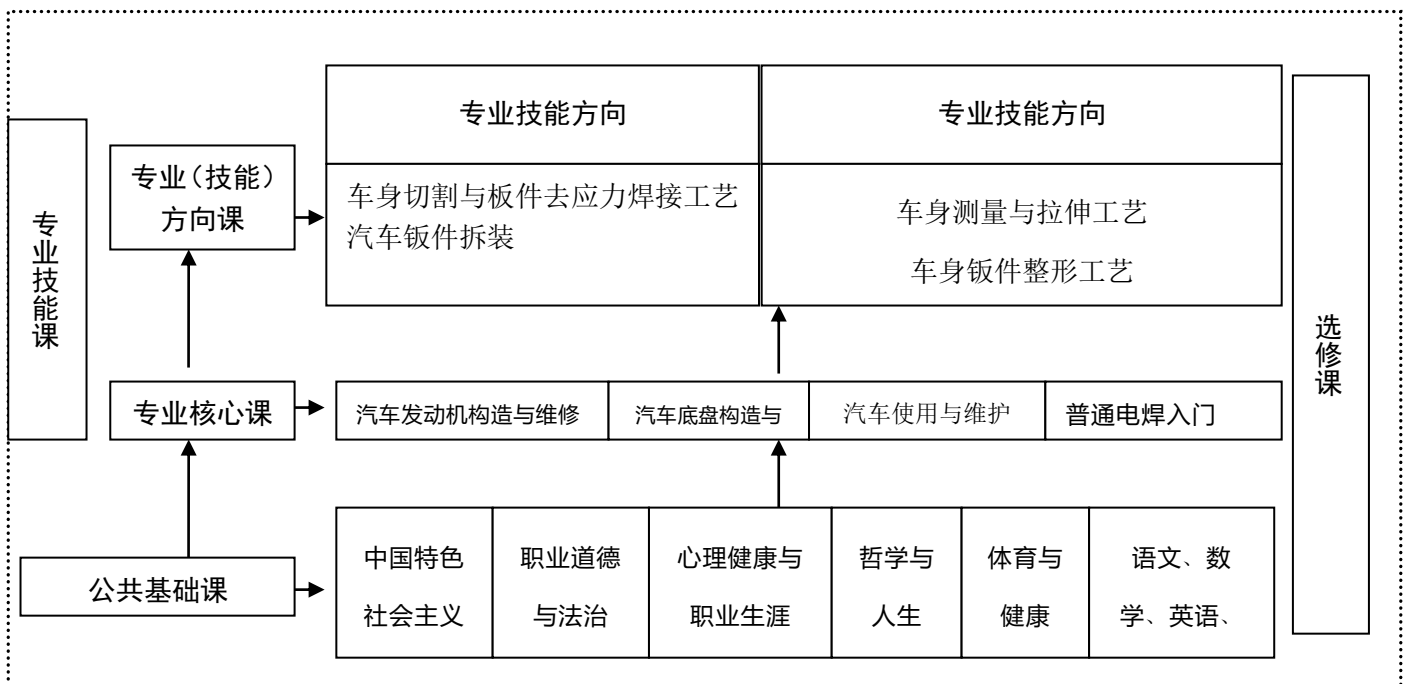 专业技能方向
专业技能方向
专业（技能）
方向课
车身切割与板件去应力焊接工艺
汽车钣件拆装
车身测量与拉伸工艺
车身钣件整形工艺
专业技能课
选修课
专业核心课
汽车发动机构造与维修
汽车底盘构造与
汽车使用与维护
普通电焊入门
公共基础课
中国特色
社会主义
职业道德
与法治
心理健康与
职业生涯
哲学与
人生
体育与
健康
语文、数
学、英语、